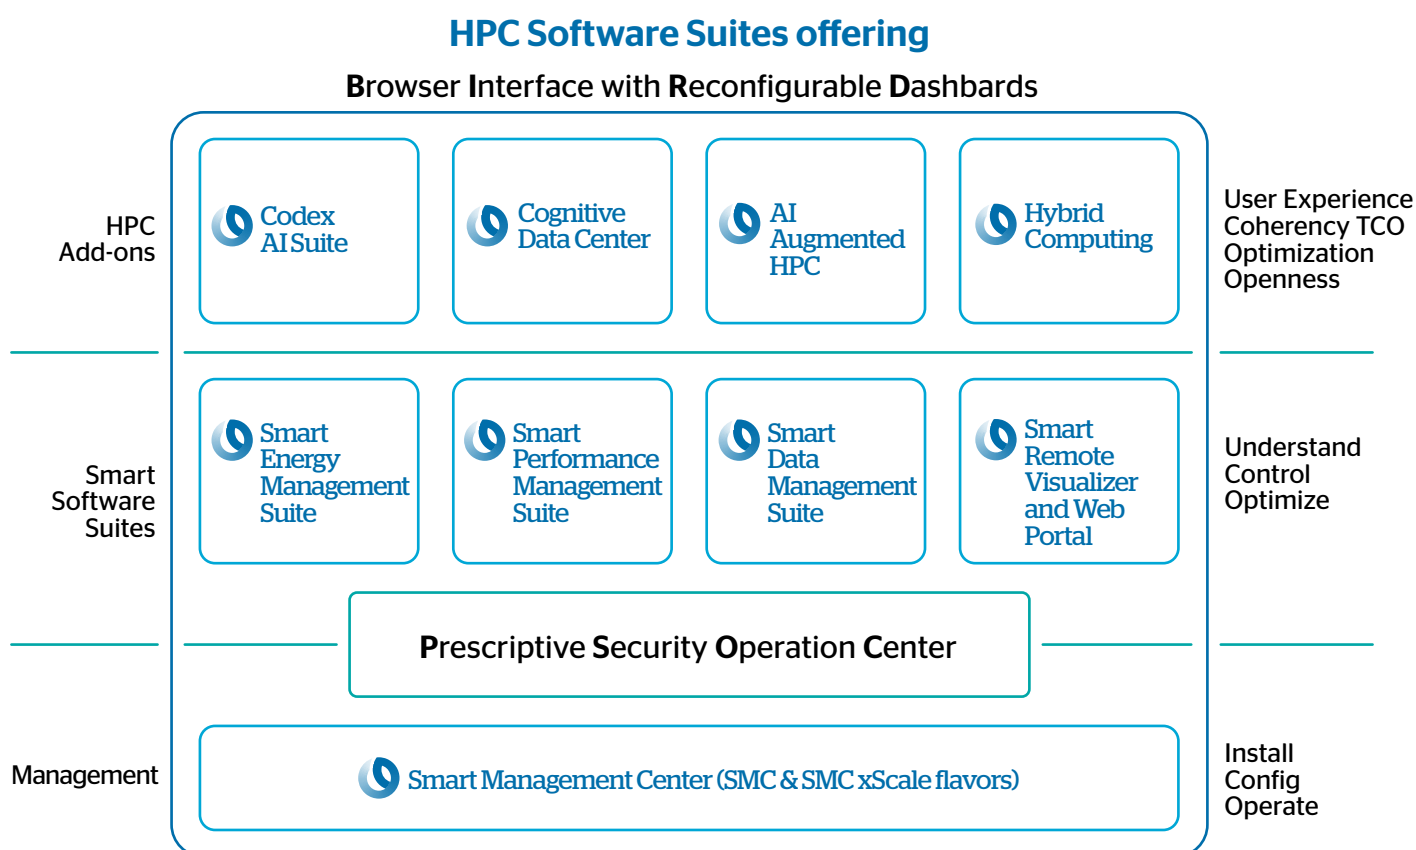 HPC Software Suites offering
Browser Interface with Reconfigurable Dashbards
HPC
Add-ons
Codex
AI Suite
Cognitive
Data Center
AI
Augmented
HPC
Hybrid
Computing
User Experience
Coherency TCO
Optimization
Openness
Smart
Software
Suites
Smart
Energy
Management
Suite
Smart
Performance
Management
Suite
Smart
Data
Management
Suite
Smart
Remote
Visualizer
and Web
Portal
Understand
Control
Optimize
Prescriptive Security Operation Center
Management
Smart Management Center (SMC & SMC xScale flavors)
Install
Config
Operate